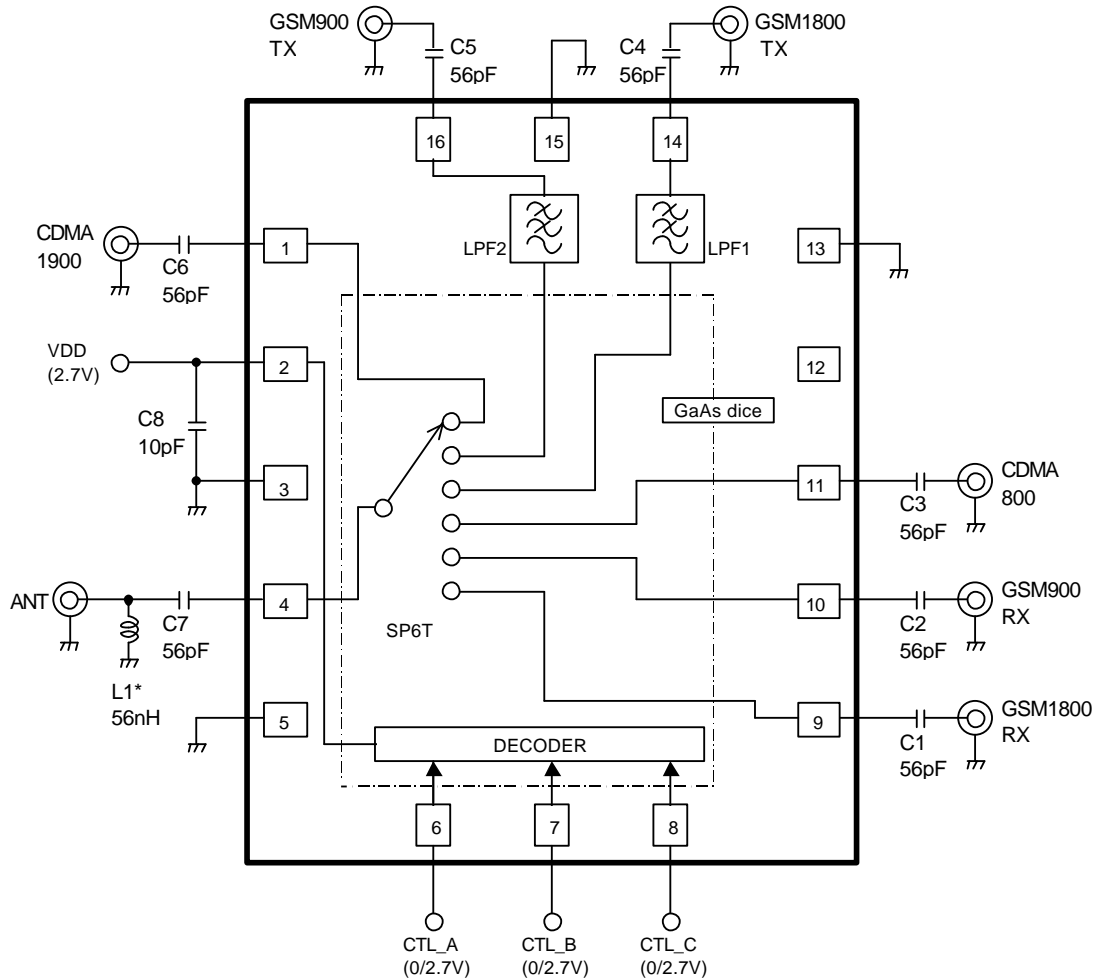 GSM900
TX
C5
56pF
C4
56pF
GSM1800
TX
16
15
14
LPF2
LPF1
CDMA
1900
C6
56pF
1
13
VDD
(2.7V)
2
12
C8
10pF
GaAs dice
3
11
C3
56pF
CDMA
800
ANT
C7
56pF
4
SP6T
10
C2
56pF
GSM900
RX
L1*
56nH
5
9
C1
56pF
GSM1800
RX
DECODER
6
7
8
CTL_A
(0/2.7V)
CTL_B
(0/2.7V)
CTL_C
(0/2.7V)